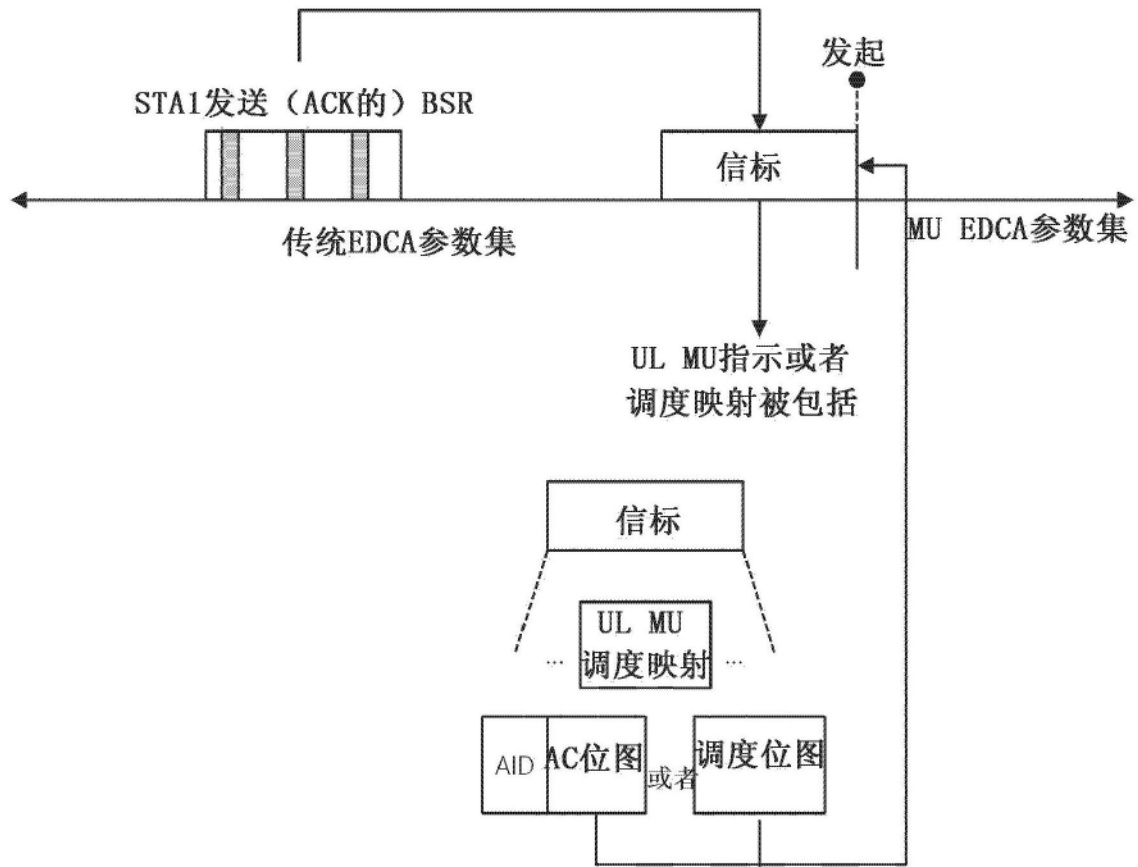 发起
STA1发送（ACK的）BSR
信标
传统EDCA参数集
MU EDCA参数集
UL MU指示或者
调度映射被包括
信标
UL MU
… 调度映射 …
AID AC位图 或者 调度位图